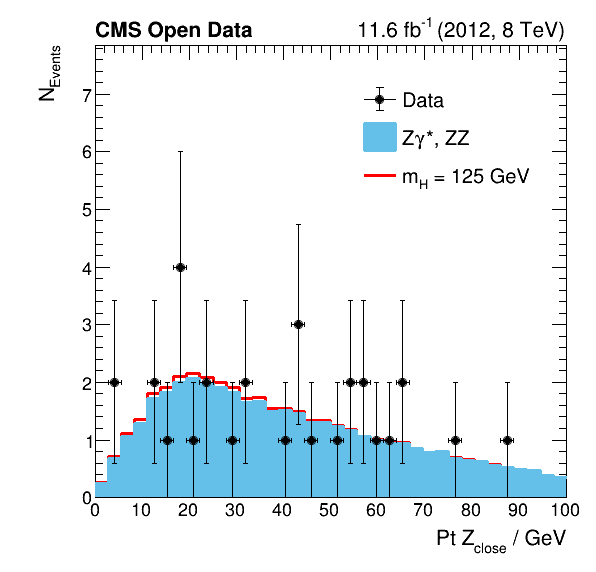 CMS Open Data 11.6 fb⁻¹ (2012, 8 TeV)
N_Events
7
6
5
4
3
2
1
0
Data
Zγ*, ZZ
m_H = 125 GeV
0 10 20 30 40 50 60 70 80 90 100
Pt Z_close / GeV